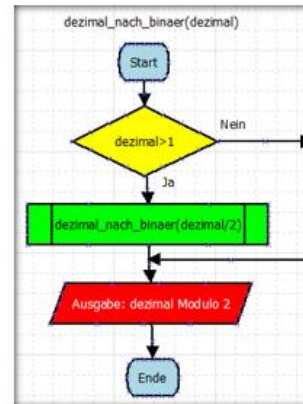 dezimal_nach_binaer(dezimal)
Start
dezimal>1
Nein
Ja
dezimal_nach_binaer(dezimal/2)
Ausgabe: dezimal Modulo 2
Ende